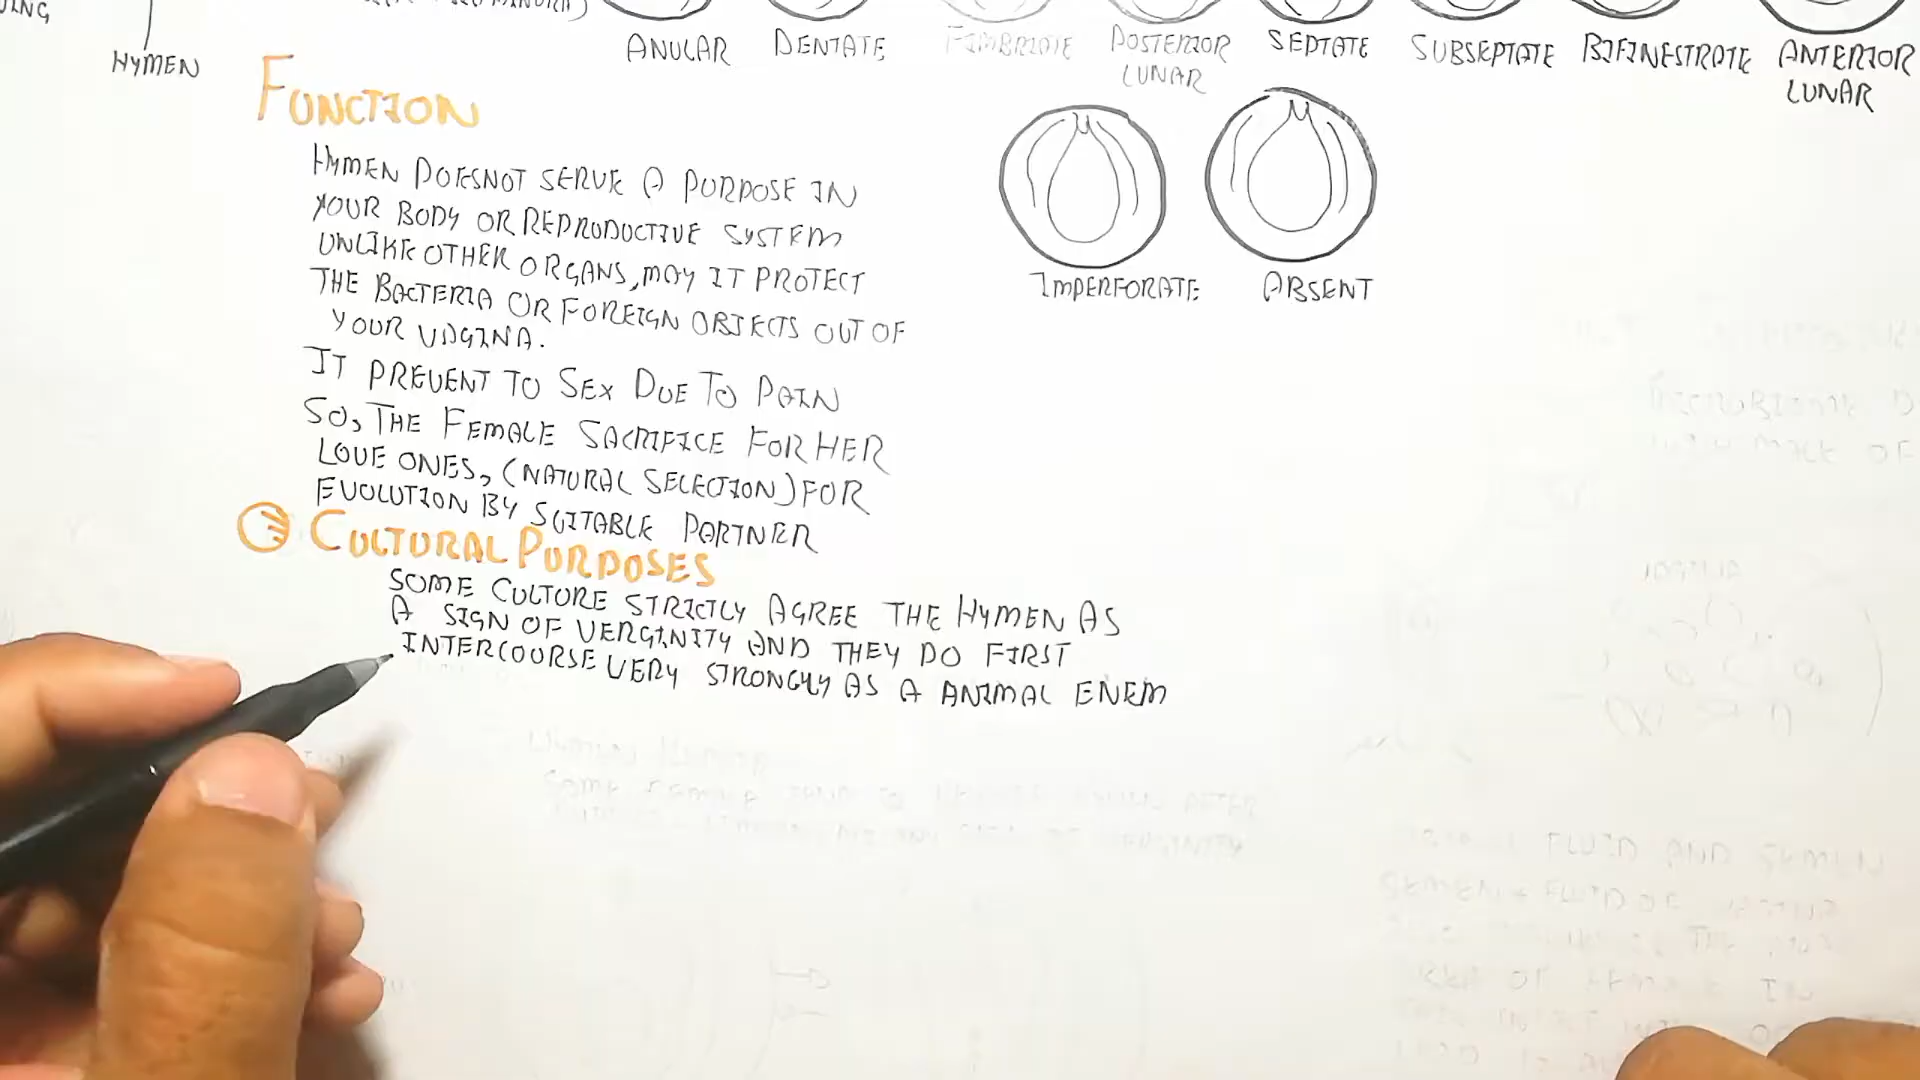 HYMEN
ANULAR
DENTATE
FIMBRIATE
POSTERIOR
LUNAR
SEPTATE
SUBSEPTATE
BIFINESTRATE
ANTERIOR
LUNAR
FUNCTION
HYMEN DOESNOT SERVE A PURPOSE IN
YOUR BODY OR REPRODUCTIVE SYSTEM
UNLIKE OTHER ORGANS, MAY IT PROTECT
THE BACTERIA OR FOREIGN OBJECTS OUT OF
YOUR VAGINA.
IT PREVENT TO SEX DUE TO PAIN
SO, THE FEMALE SACRIFICE FOR HER
LOVE ONES, (NATURAL SELECTION) FOR
EVOLUTION BY SUITABLE PARTNER
IMPERFORATE
ABSENT
CULTURAL PURPOSES
SOME CULTURE STRICTLY AGREE THE HYMEN AS
A SIGN OF VERGINITY AND THEY DO FIRST
INTERCOURSE VERY STRONGLY AS A ANIMAL ENEM